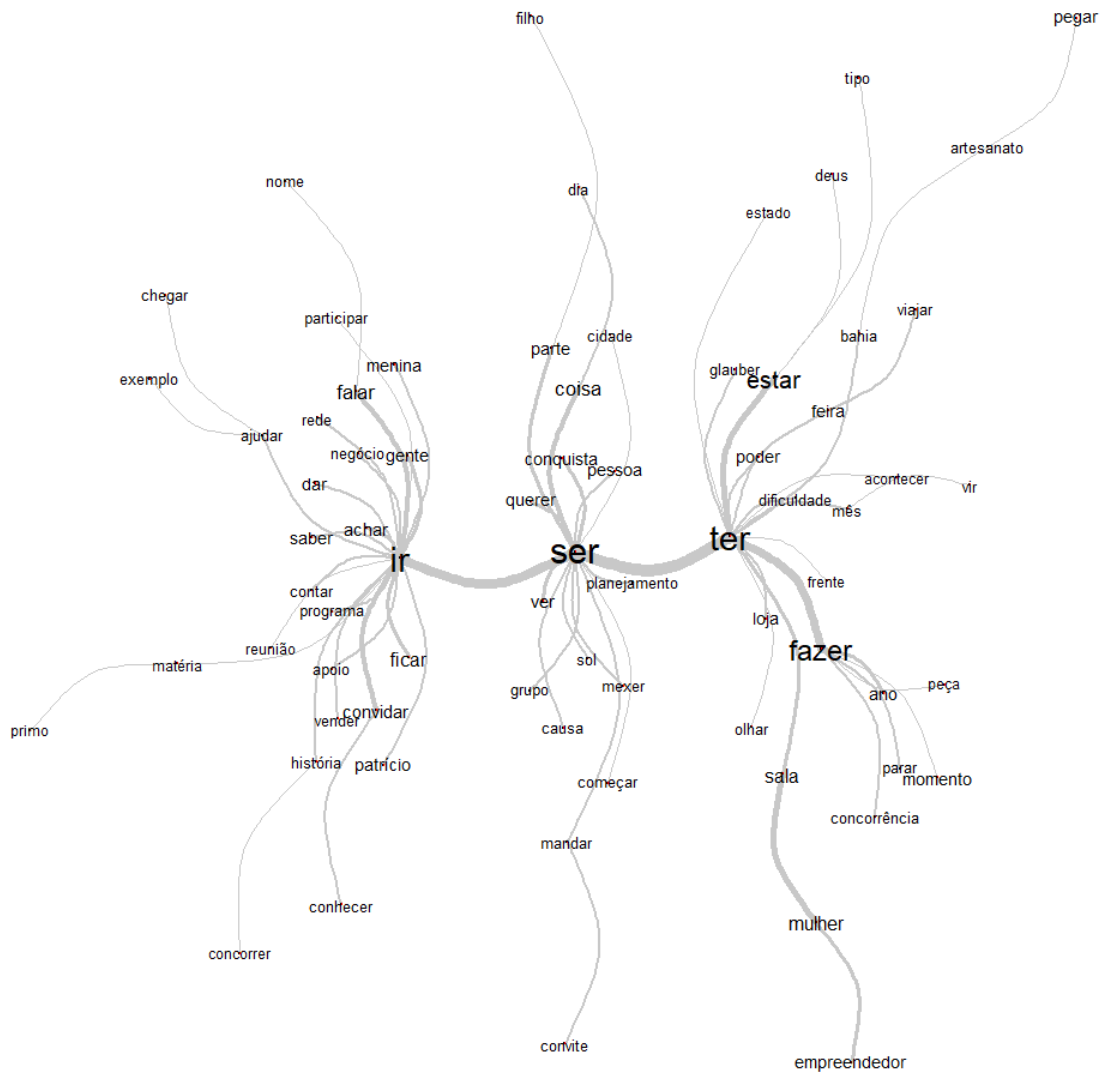 filho
pegar
tipo
artesanato
deus
nome
dia
estado
chegar
viajar
participar
cidade
bahia
parte
menina
glauber
exemplo
estar
falar
coisa
feira
rede
ajudar
negócio
gente
conquista
poder
pessoa
acontecer
dar
vir
querer
dificuldade
mês
achar
saber
ter
ser
ir
planejamento
frente
contar
ver
programa
loja
reunião
fazer
matéria
apoio
ficar
sol
mexer
peça
grupo
ano
convidar
vender
primo
causa
olhar
história
patrício
parar
sala
começar
momento
concorrência
mandar
conhecer
mulher
concorrer
convite
empreendedor